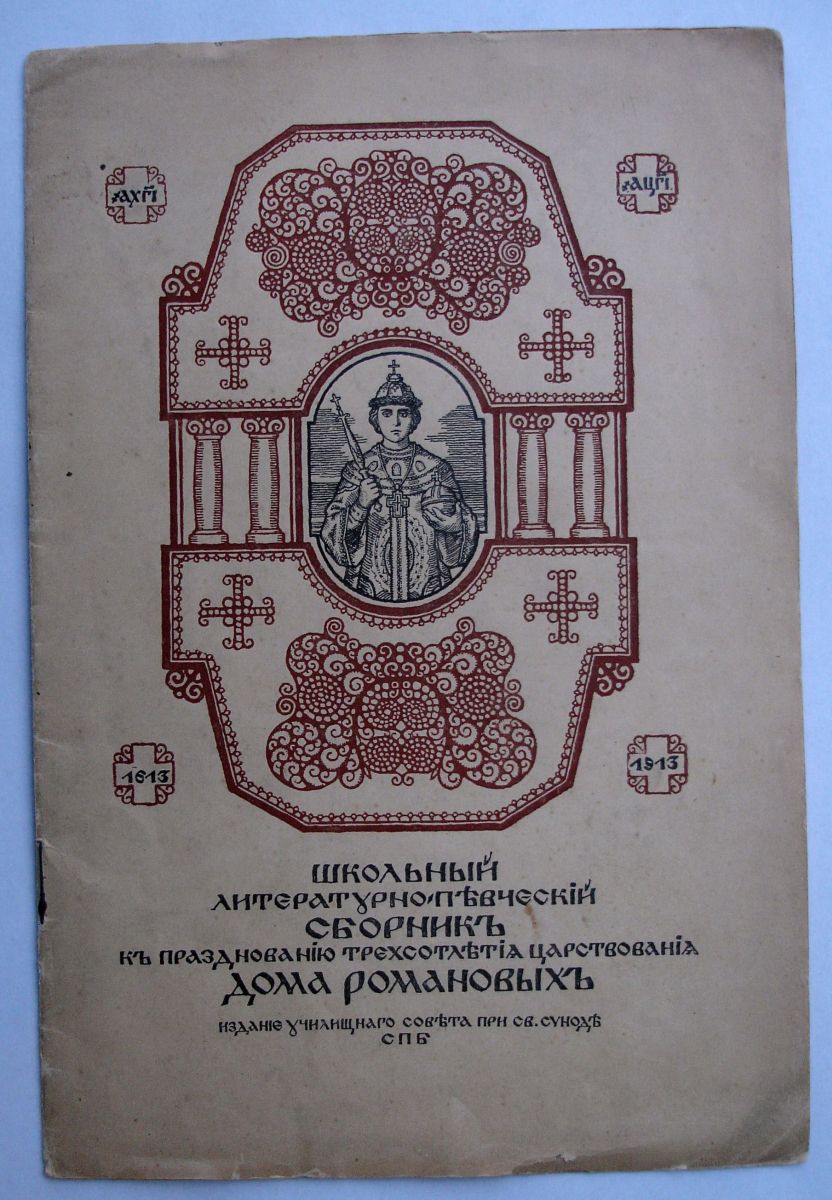 ҂АХГІ
҂АЦГІ
1613
1913
ШКОЛЬНЫЙ
ЛИТЕРАТУРНО-ПѢВЧЕСКІЙ
СБОРНИКЪ
КЪ ПРАЗДНОВАНІЮ ТРЕХСОТЛѢТІЯ ЦАРСТВОВАНІЯ
ДОМА РОМАНОВЫХЪ
ИЗДАНІЕ УЧИЛИЩНАГО СОВѢТА ПРИ СВ. СѴНОДѢ
СПБ